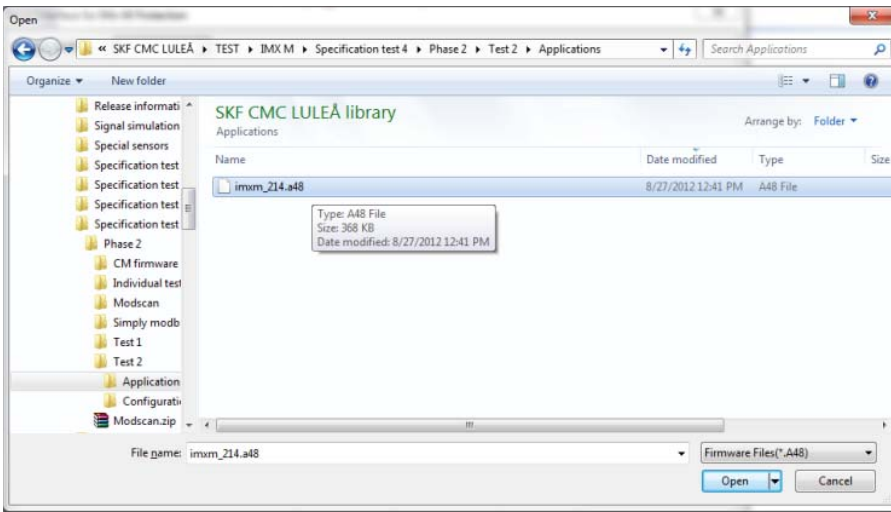 Open
« SKF CMC LULEÅ ▸ TEST ▸ IMX M ▸ Specification test 4 ▸ Phase 2 ▸ Test 2 ▸ Applications
Search Applications
Organize
New folder
Release informati
Signal simulation
Special sensors
Specification test
Specification test
Specification test
Specification test
Phase 2
CM firmware
Individual test
Modscan
Simply modb
Test 1
Test 2
Application
Configurati
Modscan.zip
SKF CMC LULEÅ library
Applications
Arrange by: Folder
Name Date modified Type Size
imxm_214.a48 8/27/2012 12:41 PM A48 File
Type: A48 File
Size: 368 KB
Date modified: 8/27/2012 12:41 PM
File name: imxm_214.a48
Firmware Files(*.A48)
Open
Cancel